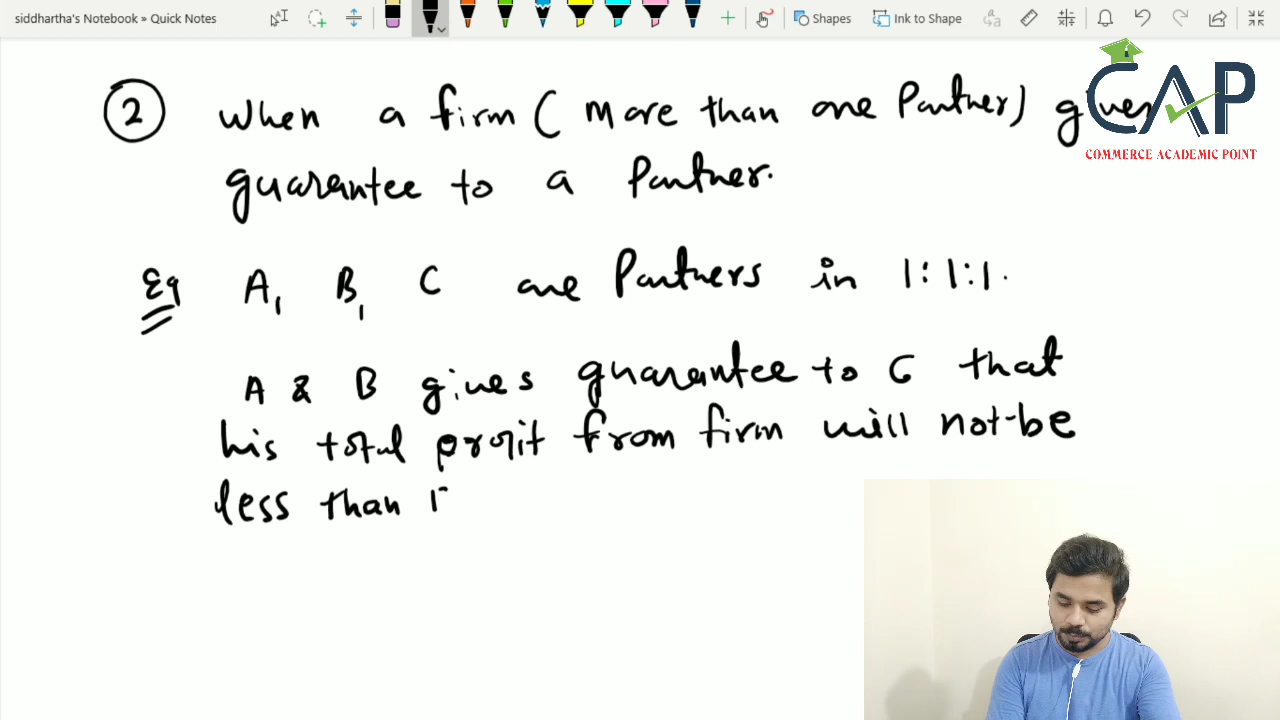 siddhartha's Notebook » Quick Notes
Shapes
Ink to Shape
CAP
COMMERCE ACADEMIC POINT
② When a firm ( More than one Partner) gives
guarantee to a Partner.
Eg A, B, C are Partners in 1:1:1.
A & B gives guarantee to C that
his total profit from firm will not be
less than